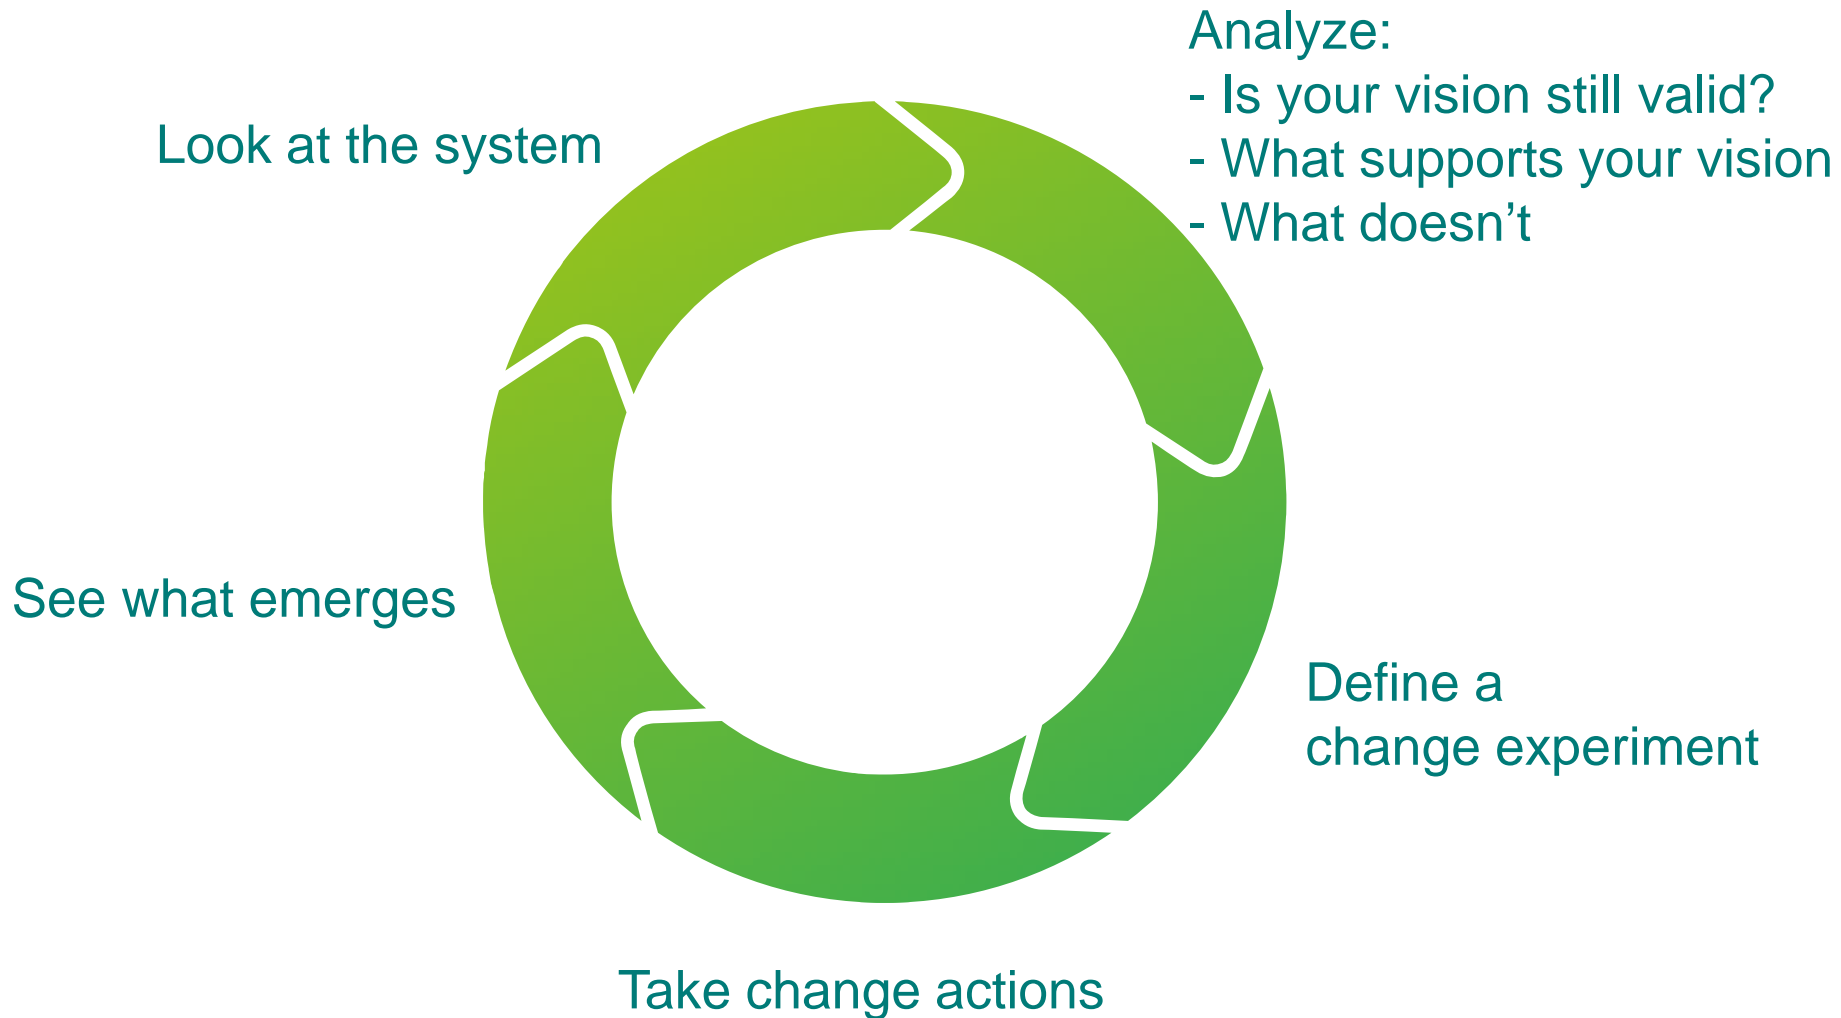 Look at the system
Analyze:
- Is your vision still valid?
- What supports your vision
- What doesn’t
Define a
change experiment
Take change actions
See what emerges